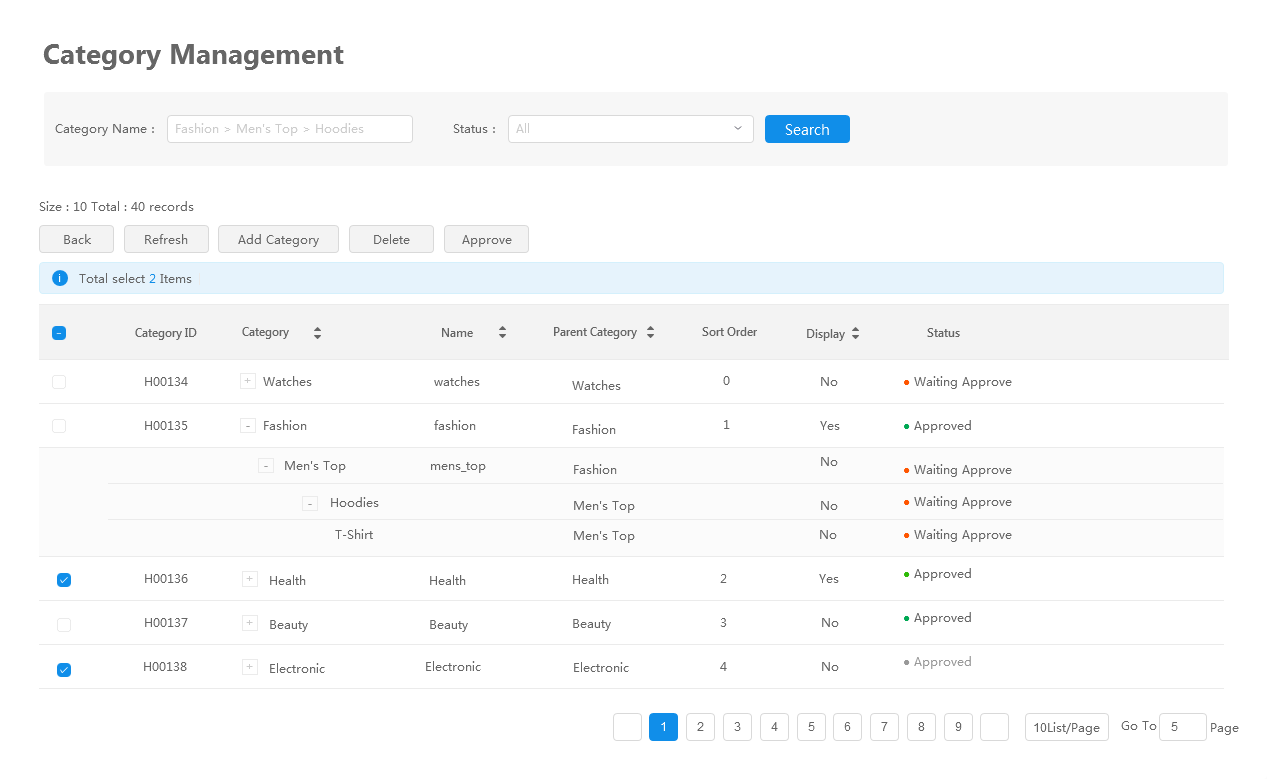 Category Management
Category Name : Fashion > Men's Top > Hoodies Status : All Search
Size : 10 Total : 40 records
Back Refresh Add Category Delete Approve
i Total select 2 Items
- Category ID Category Name Parent Category Sort Order Display Status
H00134 + Watches watches Watches 0 No Waiting Approve
H00135 - Fashion fashion Fashion 1 Yes Approved
- Men's Top mens_top Fashion No Waiting Approve
- Hoodies Men's Top No Waiting Approve
T-Shirt Men's Top No Waiting Approve
H00136 + Health Health Health 2 Yes Approved
H00137 + Beauty Beauty Beauty 3 No Approved
H00138 + Electronic Electronic Electronic 4 No Approved
1 2 3 4 5 6 7 8 9 10List/Page Go To 5 Page